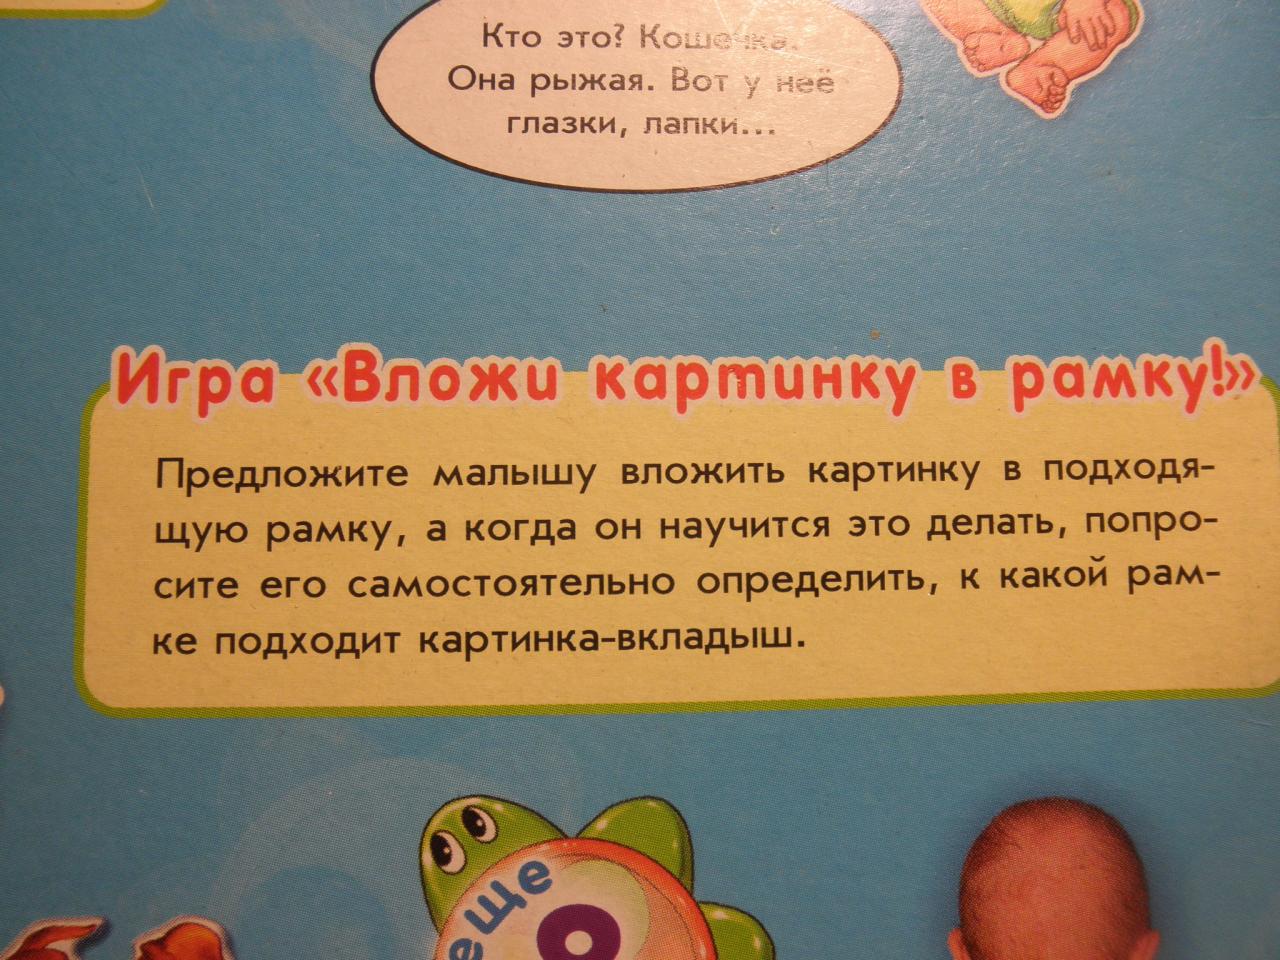 Кто это? Кошечка.
Она рыжая. Вот у неё
глазки, лапки...
Игра «Вложи картинку в рамку!»
Предложите малышу вложить картинку в подходя-
щую рамку, а когда он научится это делать, попро-
сите его самостоятельно определить, к какой рам-
ке подходит картинка-вкладыш.
еще